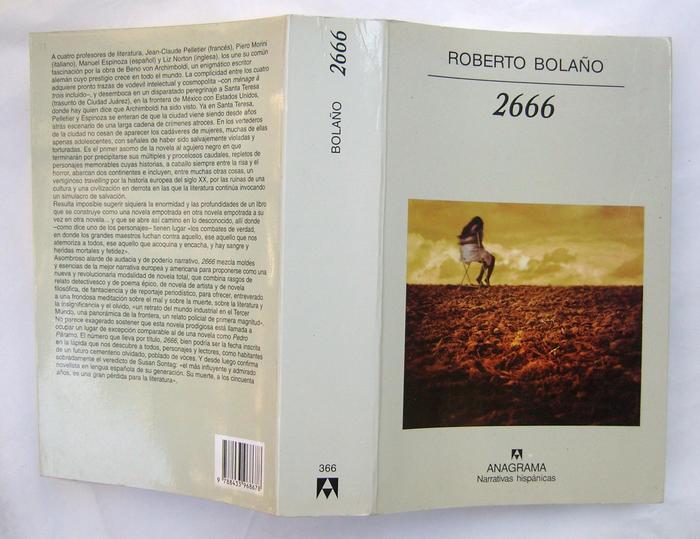 A cuatro profesores de literatura, Jean-Claude Pelletier (francés), Piero Morini
(italiano), Manuel Espinoza (español) y Liz Norton (inglesa), los une su común
fascinación por la obra de Beno von Archimboldi, un enigmático escritor
alemán cuyo prestigio crece en todo el mundo. La complicidad entre los cuatro
adquiere pronto trazas de vodevil intelectual y cosmopolita –con ménage à
trois incluido–, y desemboca en un disparatado peregrinaje a Santa Teresa
(trasunto de Ciudad Juárez), en la frontera de México con Estados Unidos,
donde hay quien dice que Archimboldi ha sido visto. Ya en Santa Teresa,
Pelletier y Espinoza se enteran de que la ciudad viene siendo desde años
atrás escenario de una larga cadena de crímenes atroces. En los vertederos
de la ciudad no cesan de aparecer los cadáveres de mujeres, muchas de ellas
apenas adolescentes, con señales de haber sido salvajemente violadas y
torturadas. Es el primer asomo de la novela al agujero negro en que
terminarán por precipitarse sus múltiples y procelosos caudales, repletos de
personajes memorables cuyas historias, a caballo siempre entre la risa y el
horror, abarcan dos continentes e incluyen, entre muchas otras cosas, un
vertiginoso travelling por la historia europea del siglo XX, por las ruinas de una
cultura y una civilización en derrota en las que la literatura continúa invocando
un simulacro de salvación.
Resulta imposible sugerir siquiera la enormidad y las profundidades de un libro
que se construye como una novela empotrada en otra novela empotrada a su
vez en otra novela... y que se abre así camino en lo desconocido, allí donde
–como dice uno de los personajes– tienen lugar «los combates de verdad,
en donde los grandes maestros luchan contra aquello, ese aquello que nos
atemoriza a todos, ese aquello que acoquina y encacha, y hay sangre y
heridas mortales y fetidez».
Asombroso alarde de audacia y de poderío narrativo, 2666 mezcla moldes
y esencias de la mejor narrativa europea y americana para proponerse como una
nueva y revolucionaria modalidad de novela total, que combina rasgos de
relato detectivesco y de poema épico, de novela de artista y de novela
filosófica, de fantaciencia y de reportaje periodístico, para ofrecer, entreverado
a una frondosa meditación sobre el mal y sobre la muerte, sobre la literatura y
la insignificancia y el olvido, «un retrato del mundo industrial en el Tercer
Mundo, una panorámica de la frontera, un relato policial de primera magnitud».
No parece exagerado sostener que esta novela prodigiosa está llamada a
ocupar un lugar de excepción comparable al de una novela como Pedro
Páramo. El número que lleva por título, 2666, bien podría ser la fecha inscrita
en la lápida que nos descubre a todos, personajes y lectores, como habitantes
de un futuro cementerio olvidado, poblado de voces. Y desde luego confirma
sobradamente el veredicto de Susan Sontag: «el más influyente y admirado
novelista en lengua española de su generación. Su muerte, a los cincuenta
años, es una gran pérdida para la literatura».
9 788433 968678
BOLAÑO 2666
366
ROBERTO BOLAÑO
2666
ANAGRAMA
Narrativas hispánicas